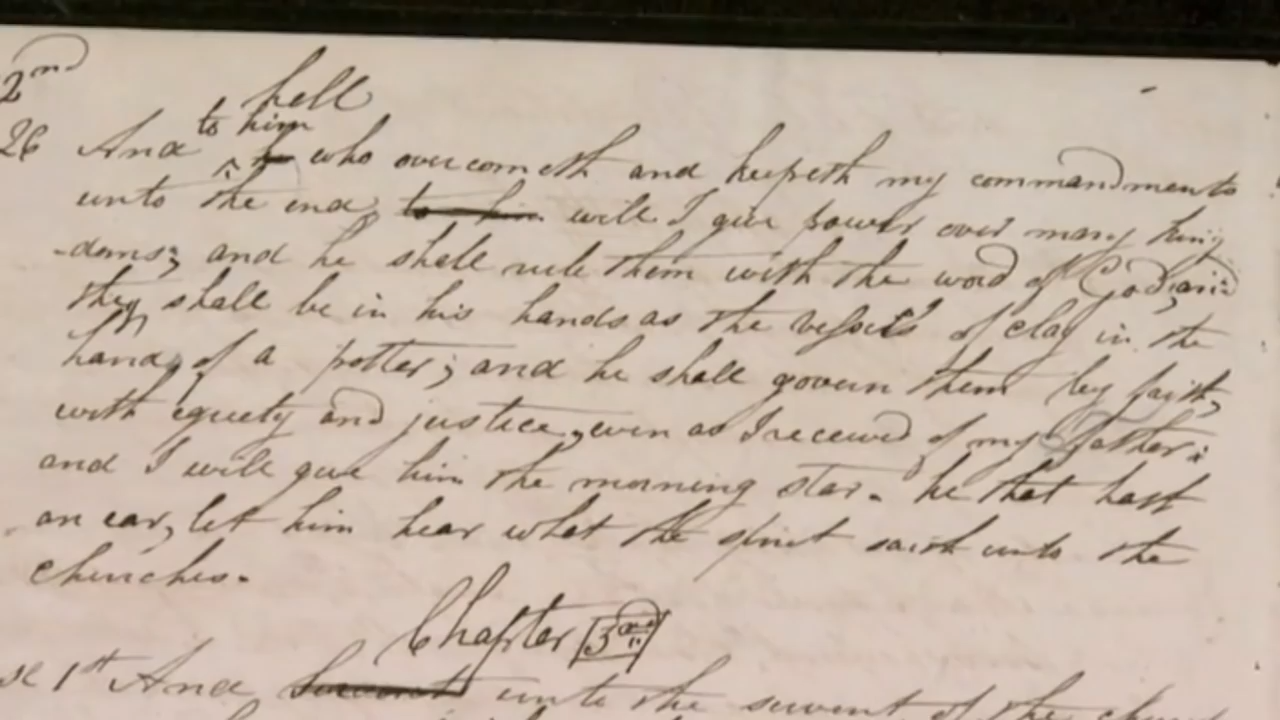 2nd
hell
to him
26 And ^ he who overcometh and keepeth my commandments
unto the end, to him will I give power over many king
-doms; and he shall rule them with the word of God; and
they shall be in his hands as the vessels of clay in the
hands of a potter; and he shall govern them by faith,
with equety and justice, even as I received of my Father;
and I will give him the morning star. he that hath
an ear, let him hear what the spirit saith unto the
churches.
Chapter 3
1st And servant unto the servent of the church